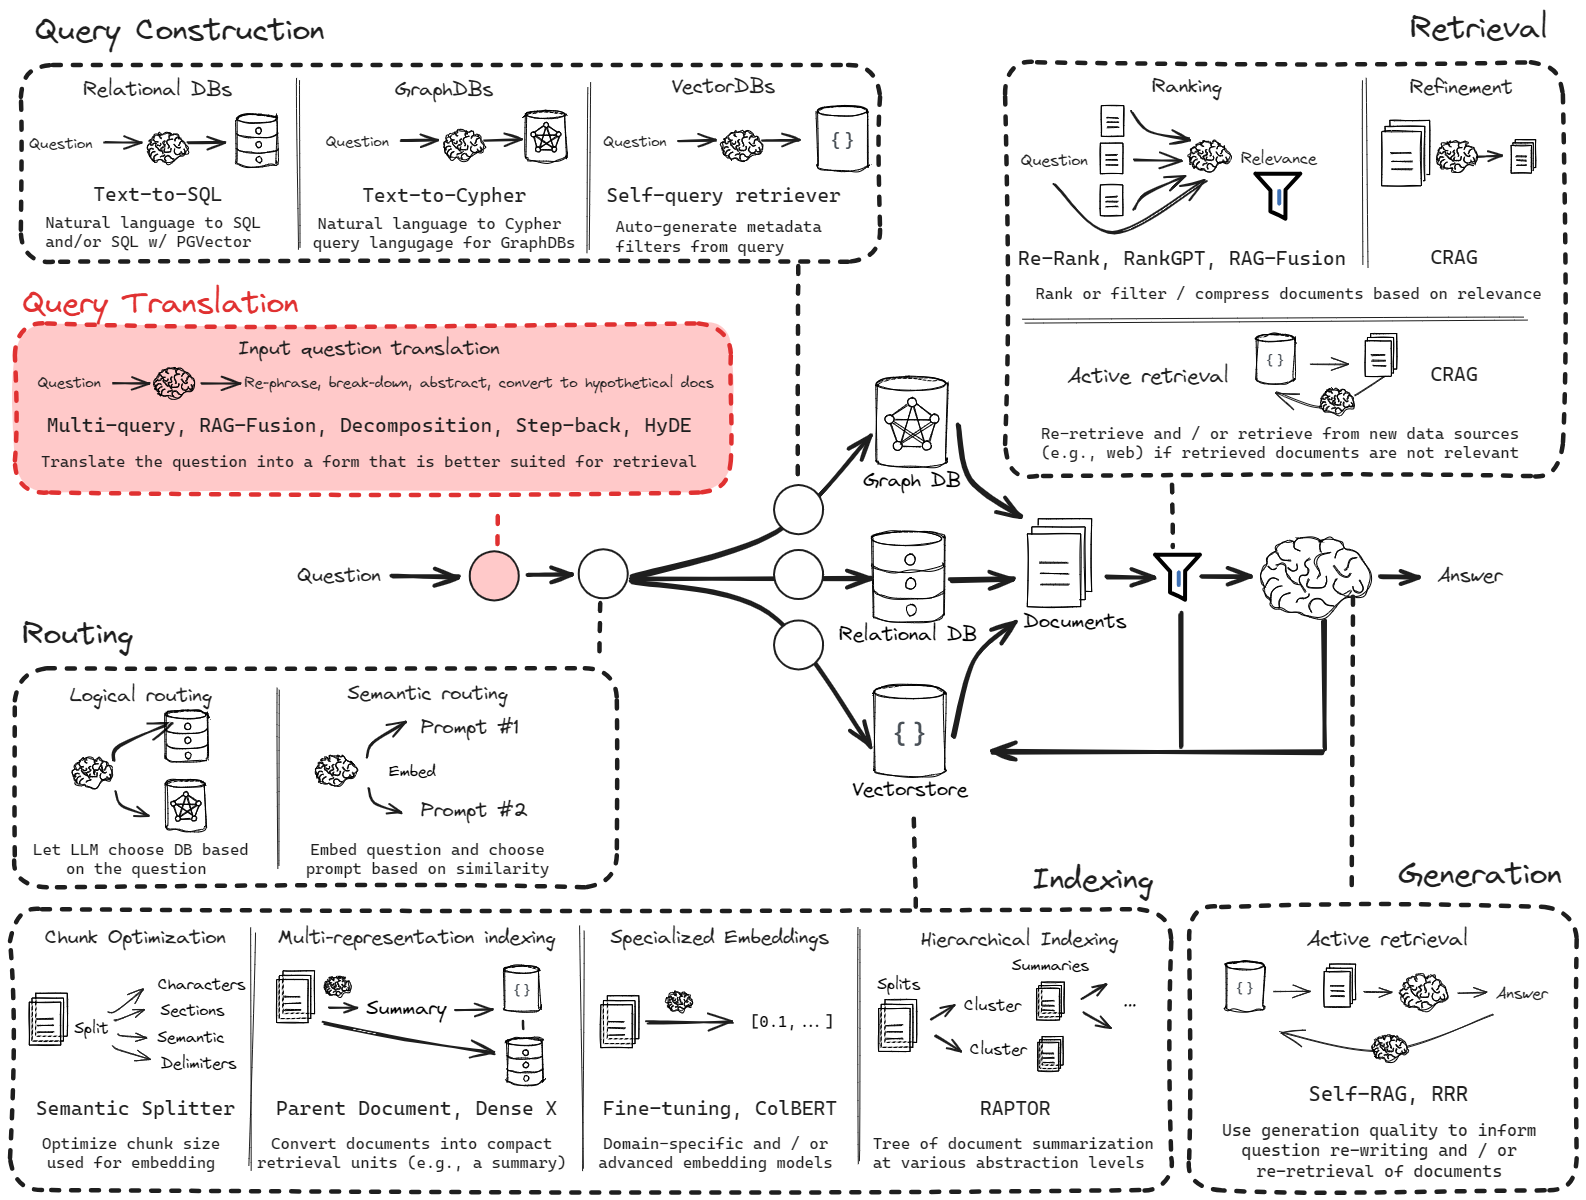 Query Construction
Relational DBs
Question
Text-to-SQL
Natural language to SQL
and/or SQL w/ PGVector
GraphDBs
Question
Text-to-Cypher
Natural language to Cypher
query langugage for GraphDBs
VectorDBs
Question
{}
Self-query retriever
Auto-generate metadata
filters from query
Retrieval
Ranking
Question
Relevance
Re-Rank, RankGPT, RAG-Fusion
Refinement
CRAG
Rank or filter / compress documents based on relevance
Active retrieval
{}
CRAG
Re-retrieve and / or retrieve from new data sources
(e.g., web) if retrieved documents are not relevant
Query Translation
Input question translation
Question
Re-phrase, break-down, abstract, convert to hypothetical docs
Multi-query, RAG-Fusion, Decomposition, Step-back, HyDE
Translate the question into a form that is better suited for retrieval
Question
Graph DB
Relational DB
{}
Vectorstore
Documents
Answer
Routing
Logical routing
Let LLM choose DB based
on the question
Semantic routing
Prompt #1
Embed
Prompt #2
Embed question and choose
prompt based on similarity
Indexing
Chunk Optimization
Split
Characters
Sections
Semantic
Delimiters
Semantic Splitter
Optimize chunk size
used for embedding
Multi-representation indexing
Summary
{}
Parent Document, Dense X
Convert documents into compact
retrieval units (e.g., a summary)
Specialized Embeddings
[0.1, ...]
Fine-tuning, ColBERT
Domain-specific and / or
advanced embedding models
Hierarchical Indexing
Summaries
Splits
Cluster
...
Cluster
RAPTOR
Tree of document summarization
at various abstraction levels
Generation
Active retrieval
{}
Answer
Self-RAG, RRR
Use generation quality to inform
question re-writing and / or
re-retrieval of documents